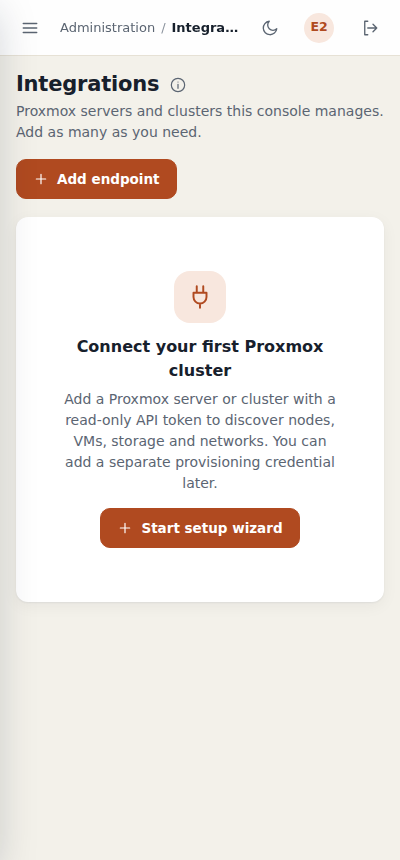 Administration / Integra…
E2
Integrations
Proxmox servers and clusters this console manages.
Add as many as you need.
Add endpoint
Connect your first Proxmox
cluster
Add a Proxmox server or cluster with a
read-only API token to discover nodes,
VMs, storage and networks. You can
add a separate provisioning credential
later.
Start setup wizard